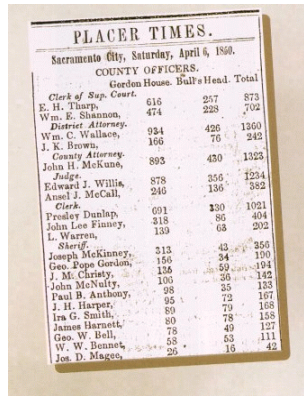 PLACER TIMES.
Sacramento City, Saturday, April 6, 1850.
COUNTY OFFICERS.
Gordon House. Bull's Head. Total
Clerk of Sup. Court.
E. H. Tharp, 616 257 873
Wm. E. Shannon, 474 228 702
District Attorney.
Wm. C. Wallace, 934 426 1360
J. K. Brown, 166 76 242
County Attorney.
John H. McKune, 893 430 1323
Judge.
Edward J. Willis, 878 356 1234
Ansel J. McCall, 246 136 382
Clerk.
Presley Dunlap, 691 330 1021
John Lee Finney, 318 86 404
L. Warren, 139 63 202
Sheriff.
Joseph McKinney, 313 43 356
Geo. Pope Gordon, 156 34 190
J. M. Christy, 135 59 194
John McNulty, 106 36 142
Paul B. Anthony, 98 35 133
J. H. Harper, 95 72 167
Ira G. Smith, 89 79 168
James Harnett, 80 78 158
Geo. W. Bell, 78 49 127
W. W. Bennet, 58 53 111
Jos. D. Magee, 26 16 42